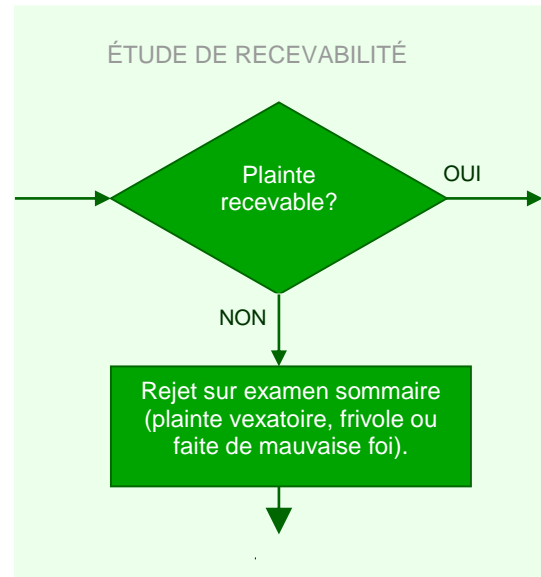 ÉTUDE DE RECEVABILITÉ
Plainte
recevable?
OUI
NON
Rejet sur examen sommaire
(plainte vexatoire, frivole ou
faite de mauvaise foi).